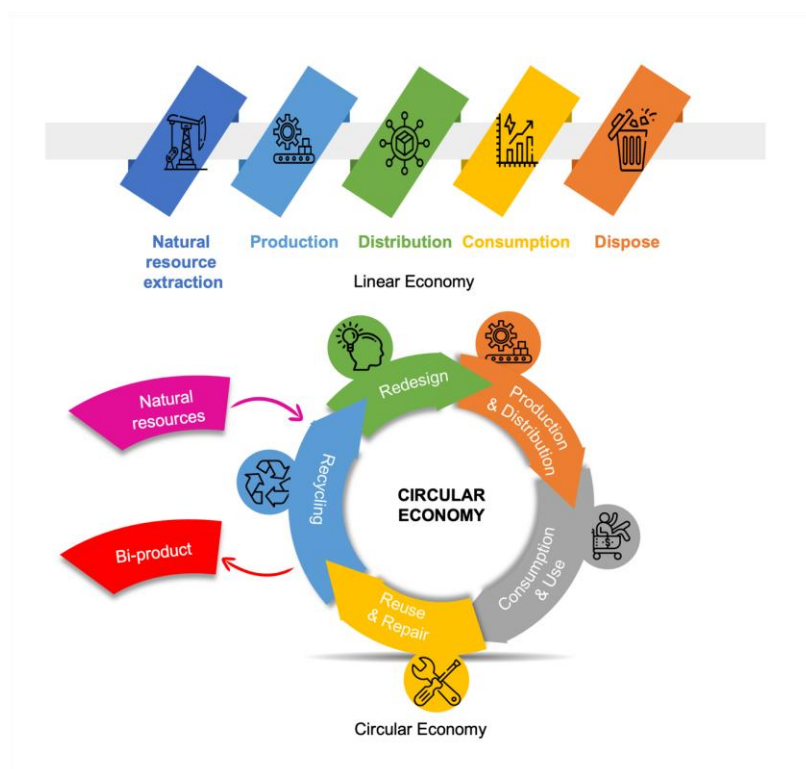 Natural
resource
extraction
Production
Distribution
Consumption
Dispose
Linear Economy
Redesign
Production
& Distribution
Natural
resources
Recycling
CIRCULAR
ECONOMY
Consumption
& Use
Bi-product
Reuse
& Repair
Circular Economy